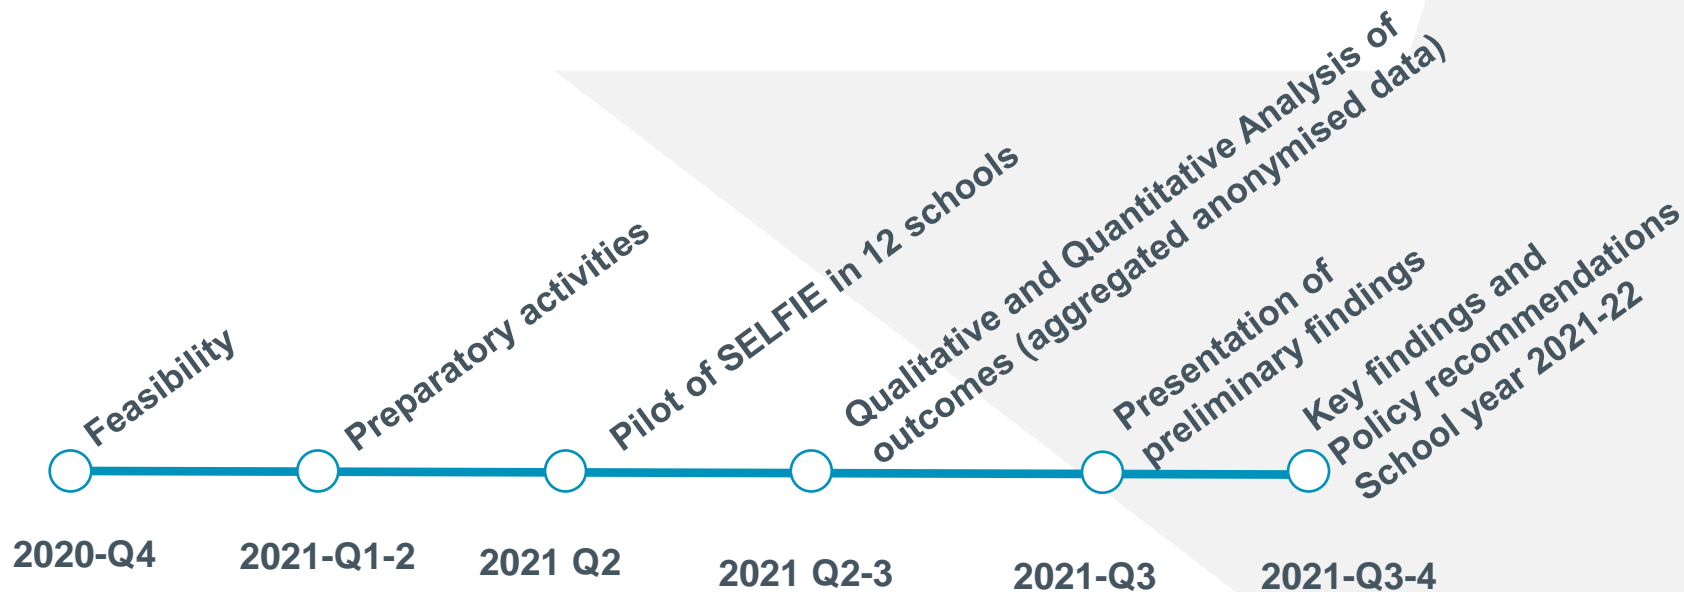 Feasibility
Preparatory activities
Pilot of SELFIE in 12 schools
Qualitative and Quantitative Analysis of
outcomes (aggregated anonymised data)
Presentation of
preliminary findings
Key findings and
Policy recommendations
School year 2021-22
2020-Q4
2021-Q1-2
2021 Q2
2021 Q2-3
2021-Q3
2021-Q3-4